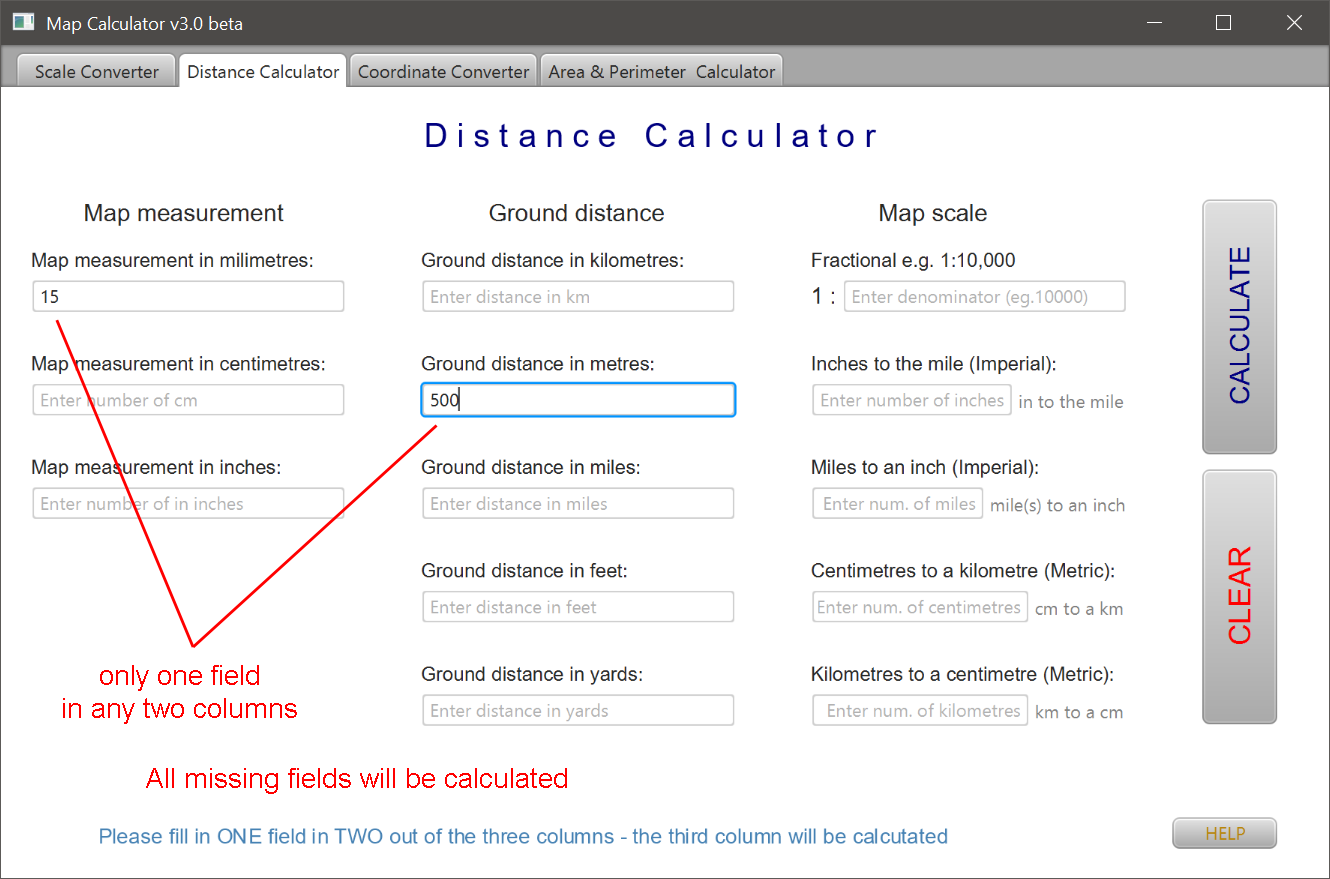 Map Calculator v3.0 beta
Scale Converter
Distance Calculator
Coordinate Converter
Area & Perimeter Calculator
Distance Calculator
Map measurement
Map measurement in milimetres:
15
Map measurement in centimetres:
Enter number of cm
Map measurement in inches:
Enter number of in inches
Ground distance
Ground distance in kilometres:
Enter distance in km
Ground distance in metres:
500
Ground distance in miles:
Enter distance in miles
Ground distance in feet:
Enter distance in feet
Ground distance in yards:
Enter distance in yards
Map scale
Fractional e.g. 1:10,000
1 : Enter denominator (eg.10000)
Inches to the mile (Imperial):
Enter number of inches in to the mile
Miles to an inch (Imperial):
Enter num. of miles mile(s) to an inch
Centimetres to a kilometre (Metric):
Enter num. of centimetres cm to a km
Kilometres to a centimetre (Metric):
Enter num. of kilometres km to a cm
CALCULATE
CLEAR
only one field
in any two columns
All missing fields will be calculated
Please fill in ONE field in TWO out of the three columns - the third column will be calcutated
HELP